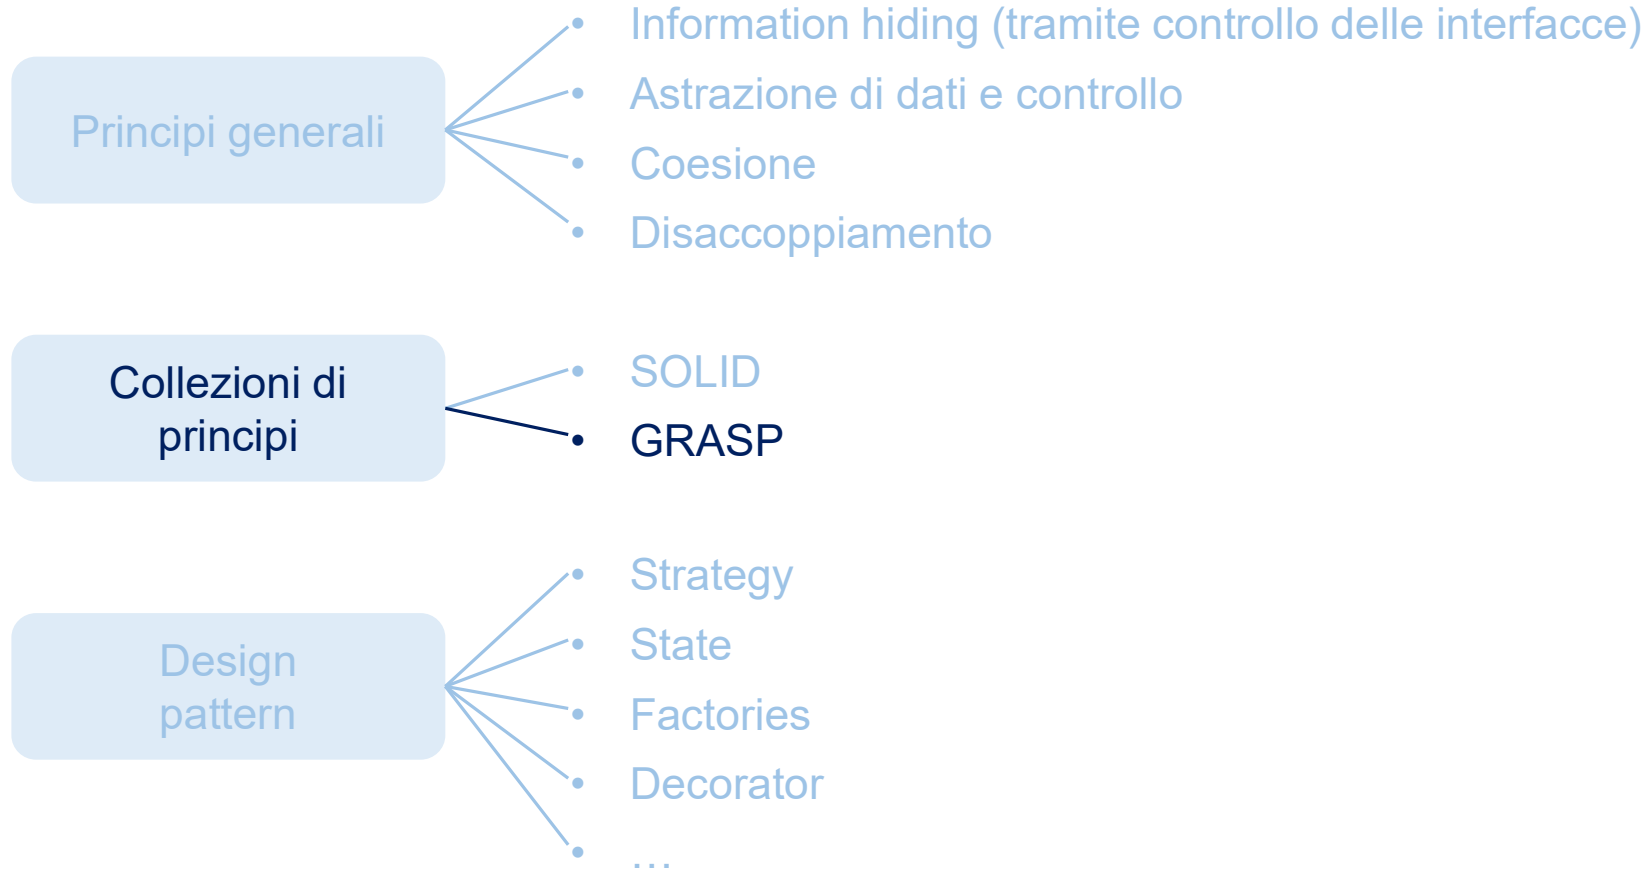 Principi generali
• Information hiding (tramite controllo delle interfacce)
• Astrazione di dati e controllo
• Coesione
• Disaccoppiamento
Collezioni di
principi
• SOLID
• GRASP
Design
pattern
• Strategy
• State
• Factories
• Decorator
• …